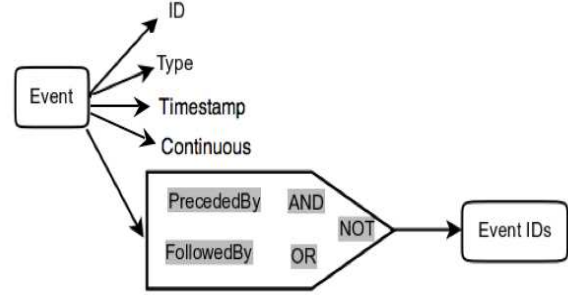 ID
Type
Event
Timestamp
Continuous
PrecededBy AND
NOT
Event IDs
FollowedBy OR